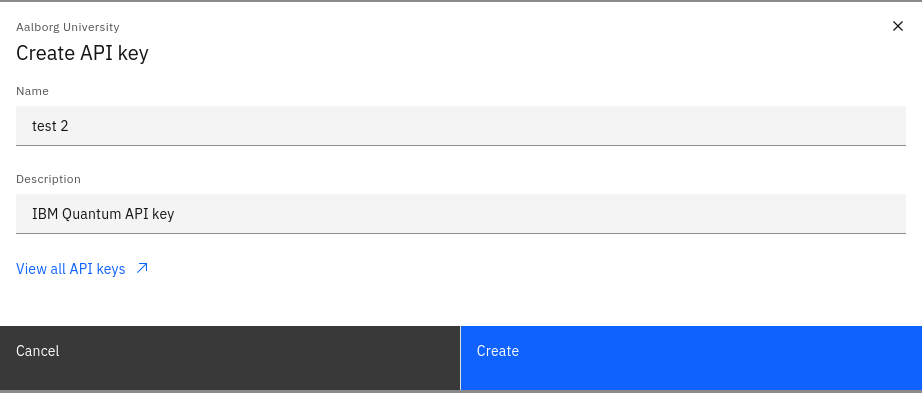 Aalborg University
Create API key
Name
test 2
Description
IBM Quantum API key
View all API keys
Cancel
Create